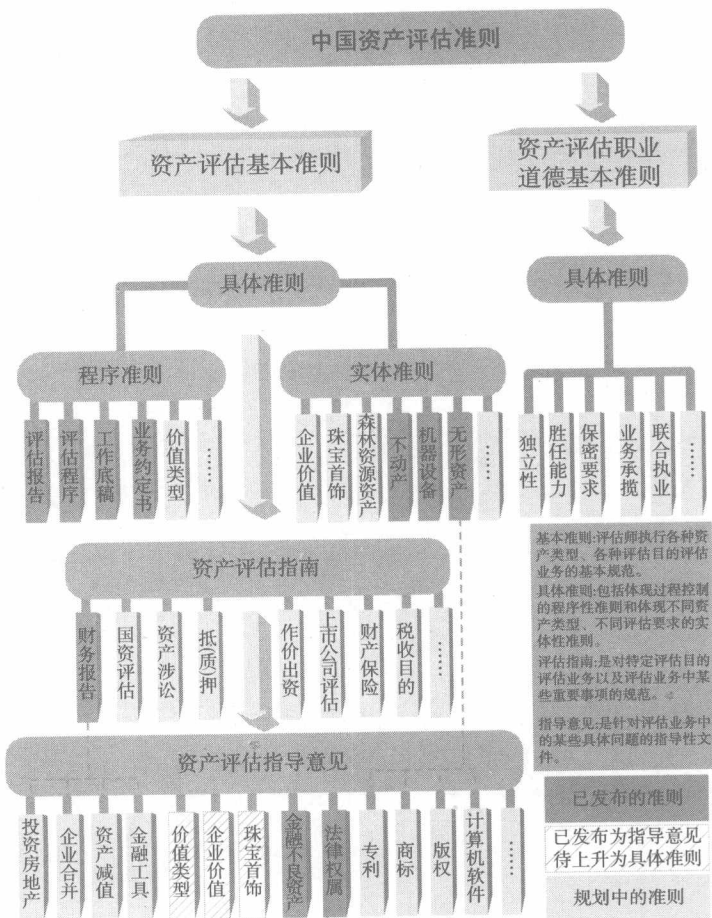 中国资产评估准则
资产评估基本准则
资产评估职业
道德基本准则
具体准则
具体准则
程序准则
实体准则
评估报告
评估程序
工作底稿
业务约定书
价值类型
……
企业价值
珠宝首饰
森林资源资产
不动产
机器设备
无形资产
……
独立性
胜任能力
保密要求
业务承揽
联合执业
……
基本准则:评估师执行各种资
产类型、各种评估目的评估
业务的基本规范。
具体准则:包括体现过程控制
的程序性准则和体现不同资
产类型、不同评估要求的实
体性准则。
评估指南:是对特定评估目的
评估业务以及评估业务中某
些重要事项的规范。
指导意见:是针对评估业务中
的某些具体问题的指导性文
件。
资产评估指南
财务报告
国资评估
资产涉讼
抵(质)押
作价出资
上市公司评估
财产保险
税收目的
……
资产评估指导意见
投资房地产
企业合并
资产减值
金融工具
价值类型
企业价值
珠宝首饰
金融不良资产
法律权属
专利
商标
版权
计算机软件
……
已发布的准则
已发布为指导意见
待上升为具体准则
规划中的准则